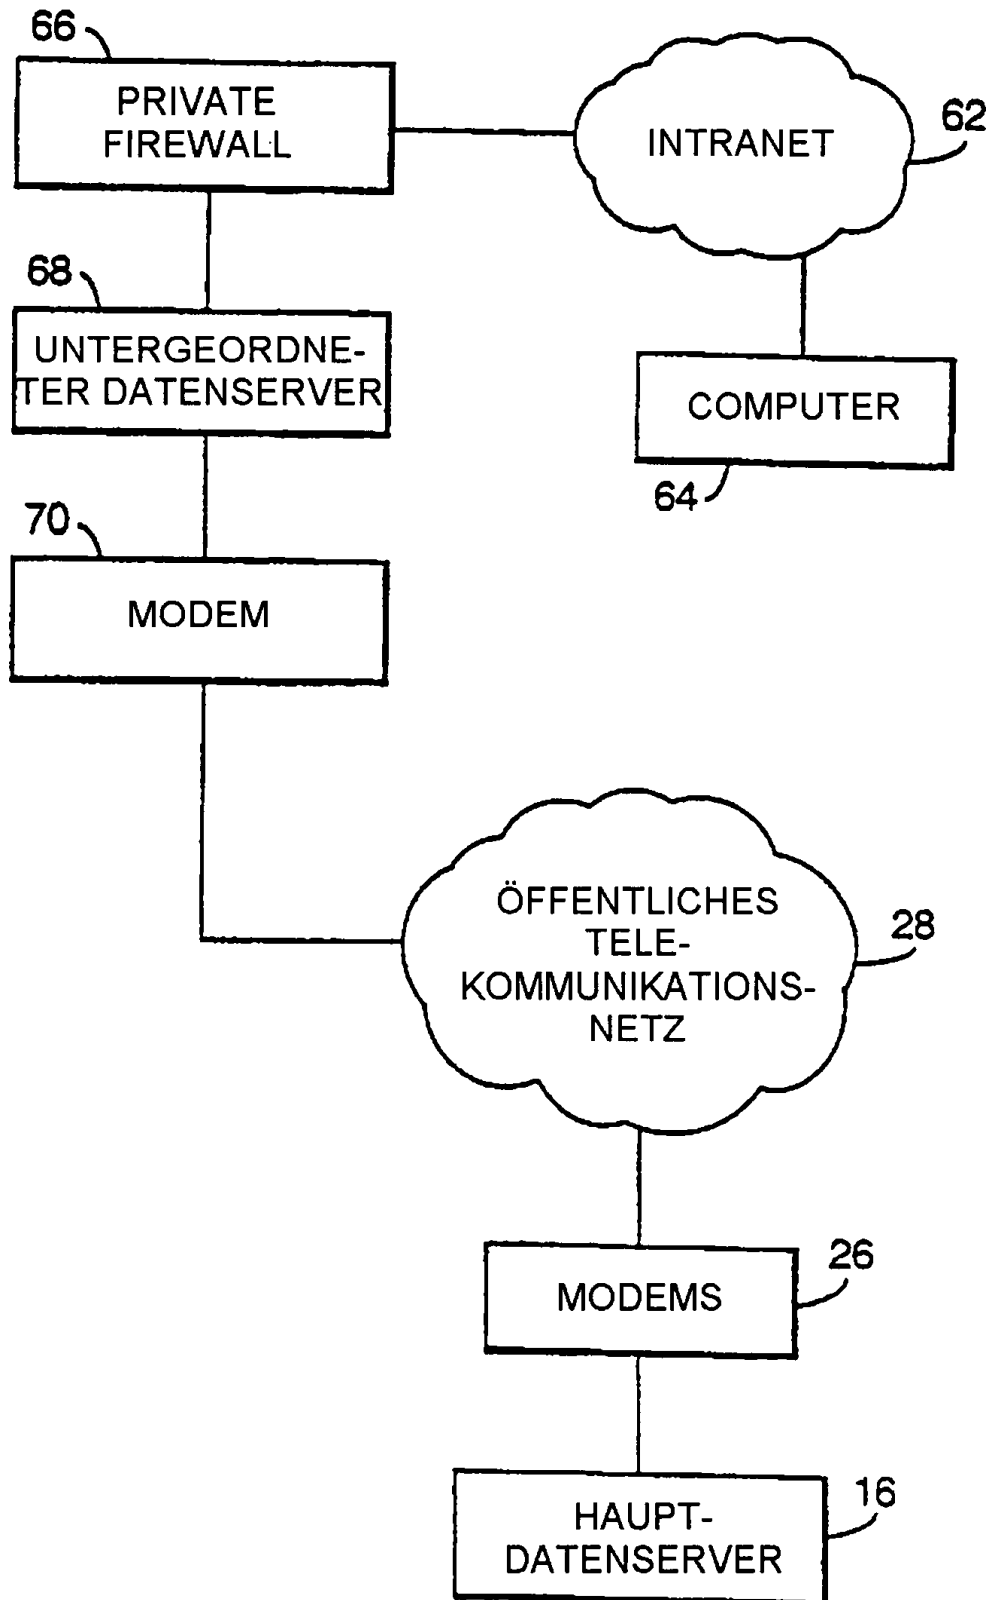 66
PRIVATE
FIREWALL
INTRANET
62
68
UNTERGEORDNE-
TER DATENSERVER
COMPUTER
64
70
MODEM
ÖFFENTLICHES
TELE-
KOMMUNIKATIONS-
NETZ
28
MODEMS
26
HAUPT-
DATENSERVER
16